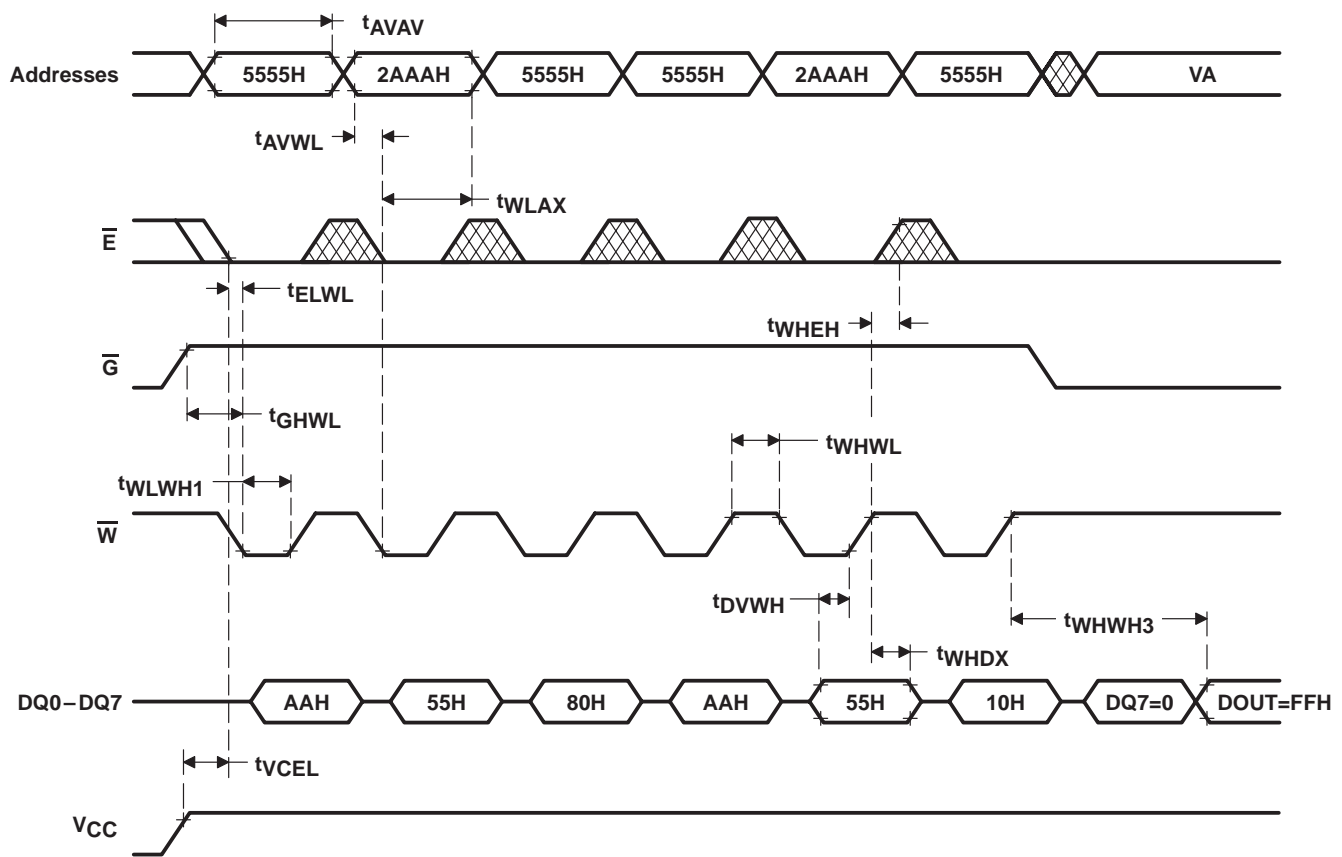 tAVAV
Addresses 5555H 2AAAH 5555H 5555H 2AAAH 5555H VA
tAVWL
tWLAX
E
tELWL
tWHEH
G
tGHWL
tWHWL
tWLWH1
W
tDVWH
tWHWH3
tWHDX
DQ0–DQ7 AAH 55H 80H AAH 55H 10H DQ7=0 DOUT=FFH
tVCEL
VCC